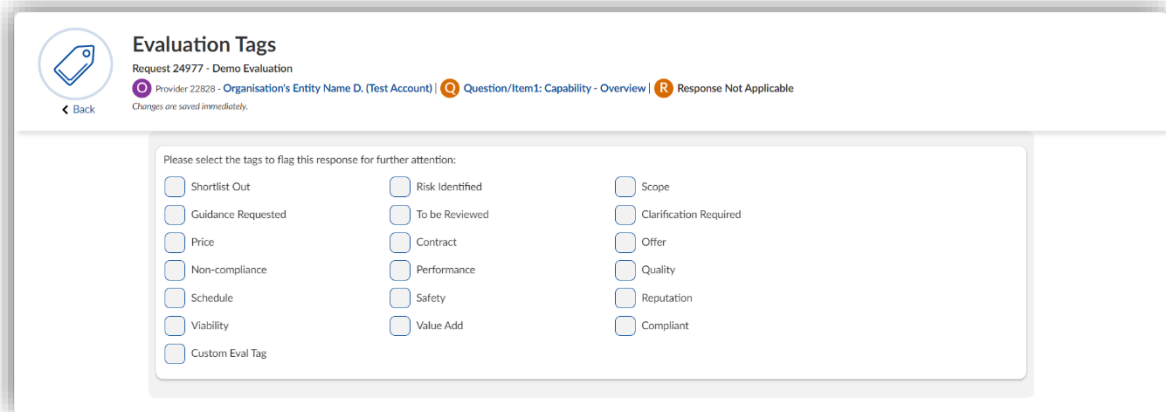 Evaluation Tags
Request 24977 - Demo Evaluation
O Provider 22828 - Organisation's Entity Name D. (Test Account) | Q Question/Item1: Capability - Overview | R Response Not Applicable
Back
Changes are saved immediately.
Please select the tags to flag this response for further attention:
Shortlist Out Risk Identified Scope
Guidance Requested To be Reviewed Clarification Required
Price Contract Offer
Non-compliance Performance Quality
Schedule Safety Reputation
Viability Value Add Compliant
Custom Eval Tag